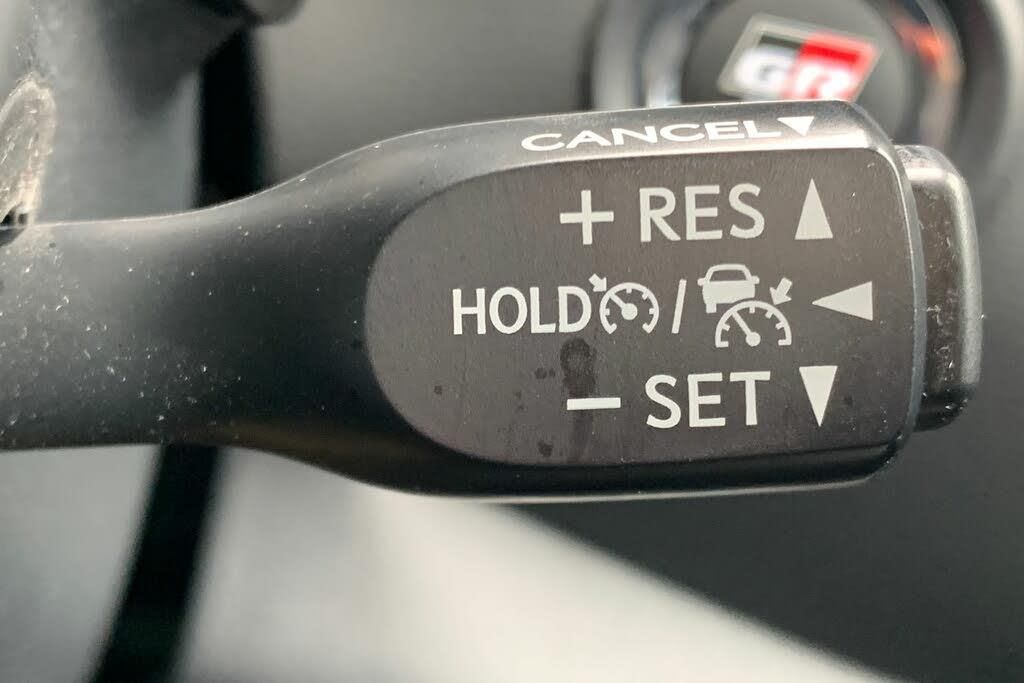 GR
CANCEL
+ RES
HOLD /
− SET